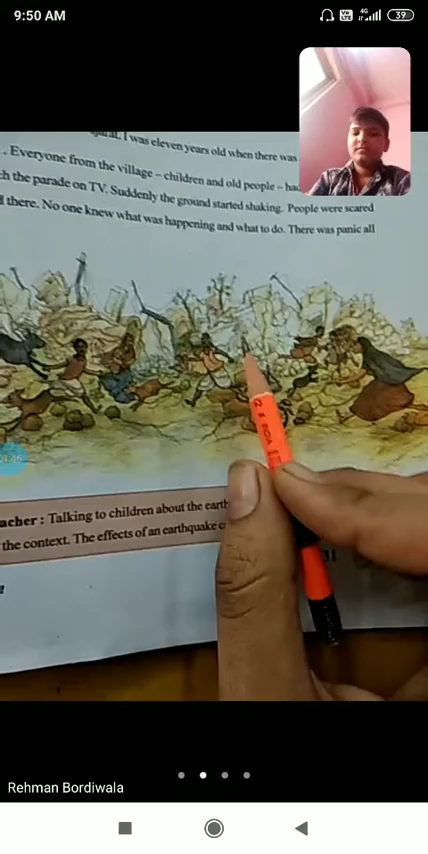 9:50 AM
4G
39
I was eleven years old when there was
. Everyone from the village – children and old people –
the parade on TV. Suddenly the ground started shaking. People were scared
there. No one knew what was happening and what to do. There was panic all
acher : Talking to children about the
the context. The effects of an earthquake
31
Rehman Bordiwala